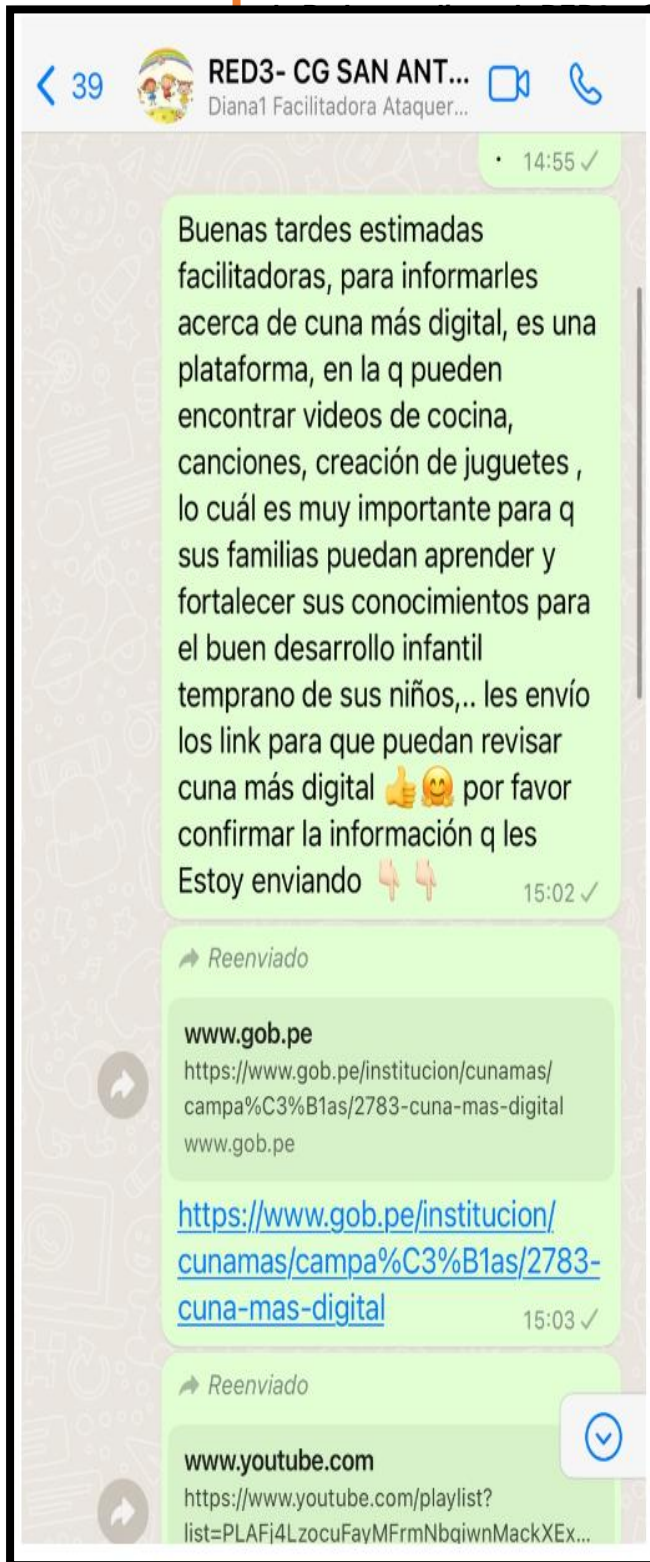 39
RED3- CG SAN ANT...
Diana1 Facilitadora Ataquer...
· 14:55
Buenas tardes estimadas
facilitadoras, para informarles
acerca de cuna más digital, es una
plataforma, en la q pueden
encontrar videos de cocina,
canciones, creación de juguetes ,
lo cuál es muy importante para q
sus familias puedan aprender y
fortalecer sus conocimientos para
el buen desarrollo infantil
temprano de sus niños,.. les envío
los link para que puedan revisar
cuna más digital 👍🤗 por favor
confirmar la información q les
Estoy enviando 👇🏻👇🏻 15:02
Reenviado
www.gob.pe
https://www.gob.pe/institucion/cunamas/
campa%C3%B1as/2783-cuna-mas-digital
www.gob.pe
https://www.gob.pe/institucion/
cunamas/campa%C3%B1as/2783-
cuna-mas-digital 15:03
Reenviado
www.youtube.com
https://www.youtube.com/playlist?
list=PLAFj4LzocuFayMFrmNbqiwnMackXEx...